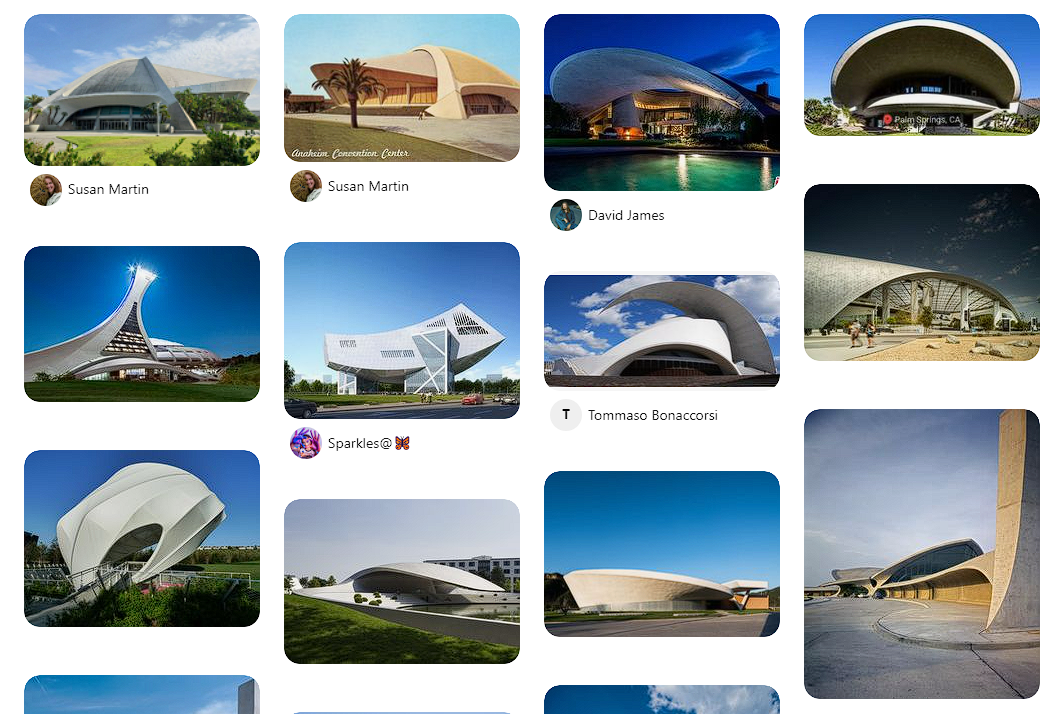 Palm Springs, CA
Anaheim Convention Center
Susan Martin
Susan Martin
David James
Sparkles@🦋
T
Tommaso Bonaccorsi